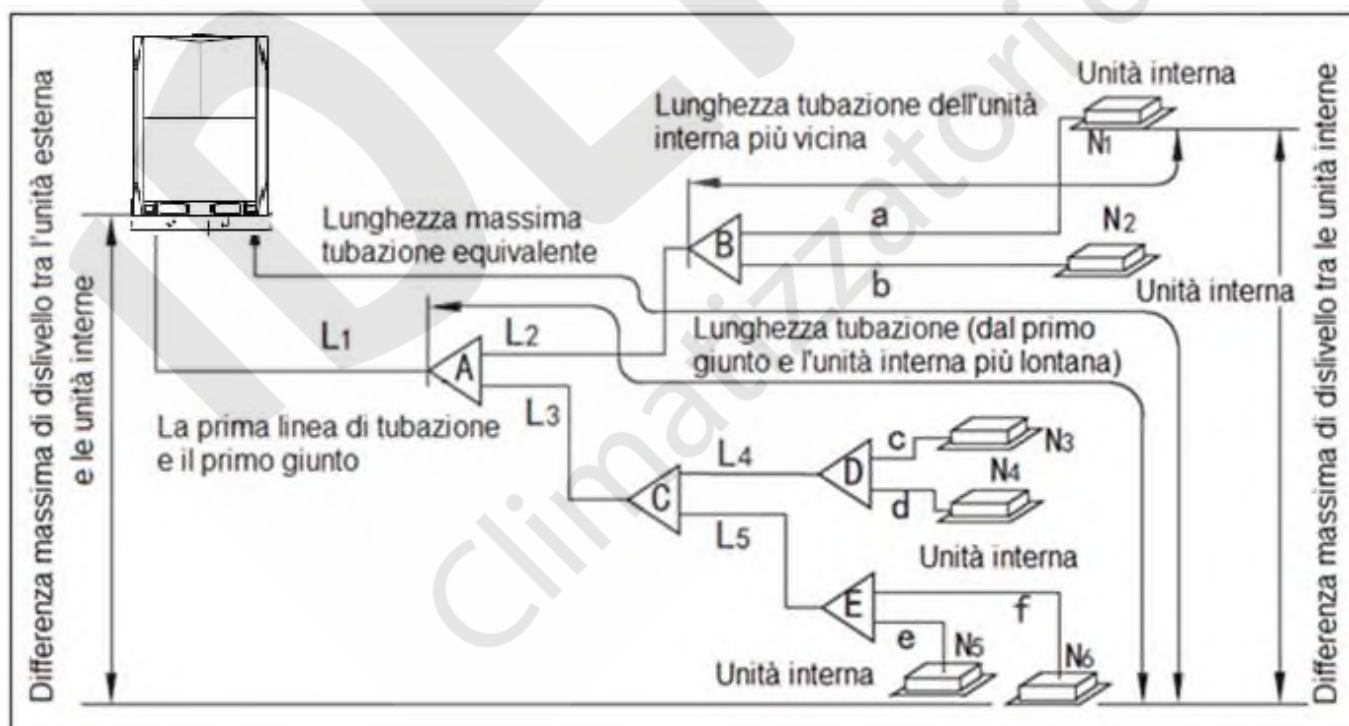 Differenza massima di dislivello tra l'unità esterna
e le unità interne
Unità interna
Lunghezza tubazione dell'unità
interna più vicina
N1
a
N2
Lunghezza massima
tubazione equivalente
B
b
Unità interna
L1
L2
Lunghezza tubazione (dal primo
giunto e l'unità interna più lontana)
A
L3
La prima linea di tubazione
e il primo giunto
c
N3
L4
D
N4
C
d
L5
Unità interna
E
f
e
N5
N6
Unità interna
Differenza massima di dislivello tra le unità interne
Climatizzatori